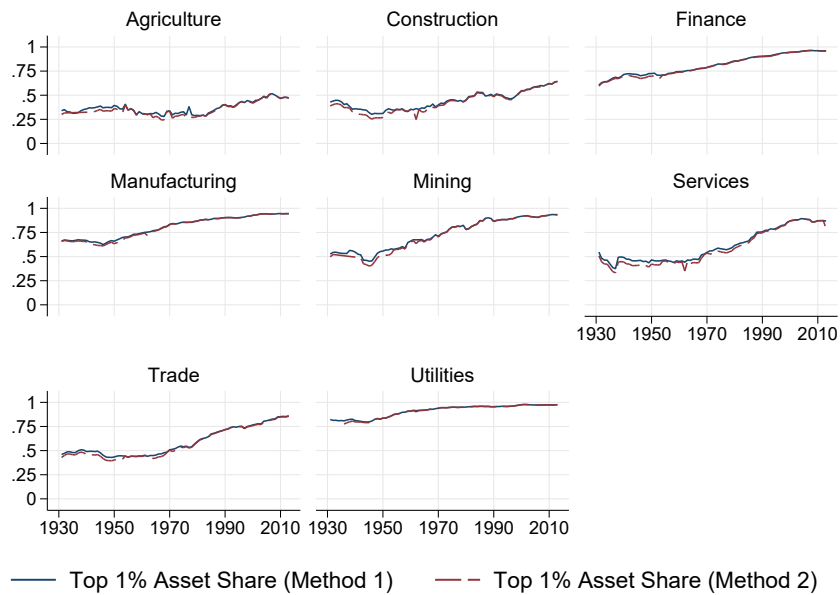 Agriculture Construction Finance
1
.75
.5
.25
0
Manufacturing Mining Services
1
.75
.5
.25
0
1930 1950 1970 1990 2010
Trade Utilities
1
.75
.5
.25
0
1930 1950 1970 1990 2010 1930 1950 1970 1990 2010
Top 1% Asset Share (Method 1) Top 1% Asset Share (Method 2)